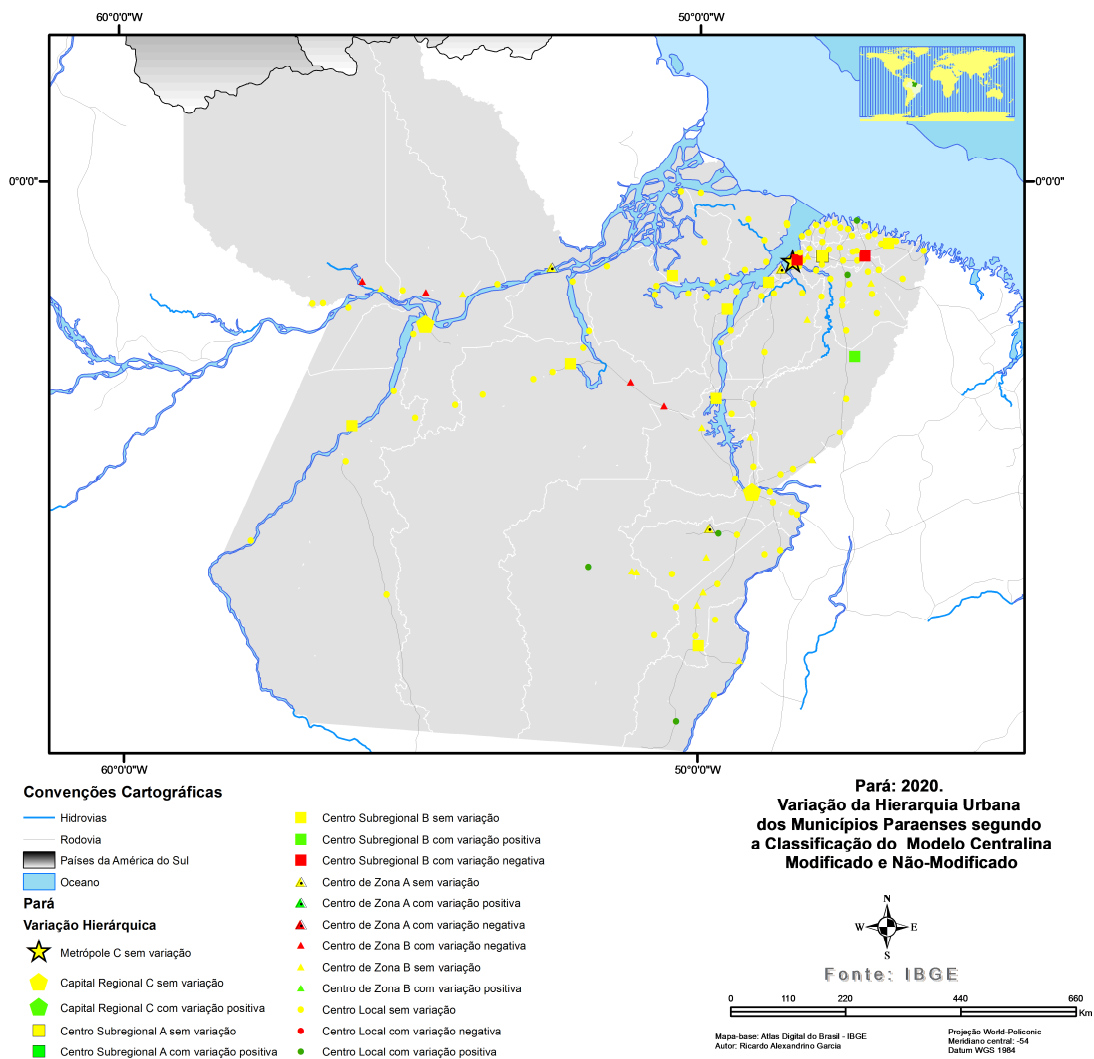 60°0'0"W
50°0'0"W
0°0'0"
0°0'0"
60°0'0"W
50°0'0"W
Convenções Cartográficas
Hidrovias
Rodovia
Países da América do Sul
Oceano
Pará
Variação Hierárquica
Metrópole C sem variação
Capital Regional C sem variação
Capital Regional C com variação positiva
Centro Subregional A sem variação
Centro Subregional A com variação positiva
Centro Subregional B sem variação
Centro Subregional B com variação positiva
Centro Subregional B com variação negativa
Centro de Zona A sem variação
Centro de Zona A com variação positiva
Centro de Zona A com variação negativa
Centro de Zona B com variação negativa
Centro de Zona B sem variação
Centro de Zona B com variação positiva
Centro Local sem variação
Centro Local com variação negativa
Centro Local com variação positiva
Pará: 2020.
Variação da Hierarquia Urbana
dos Municípios Paraenses segundo
a Classificação do Modelo Centralina
Modificado e Não-Modificado
N
W E
S
Fonte: IBGE
0 110 220 440 660
Km
Mapa-base: Atlas Digital do Brasil - IBGE
Autor: Ricardo Alexandrino Garcia
Projeção World-Policonic
Meridiano central: -54
Datum WGS 1984